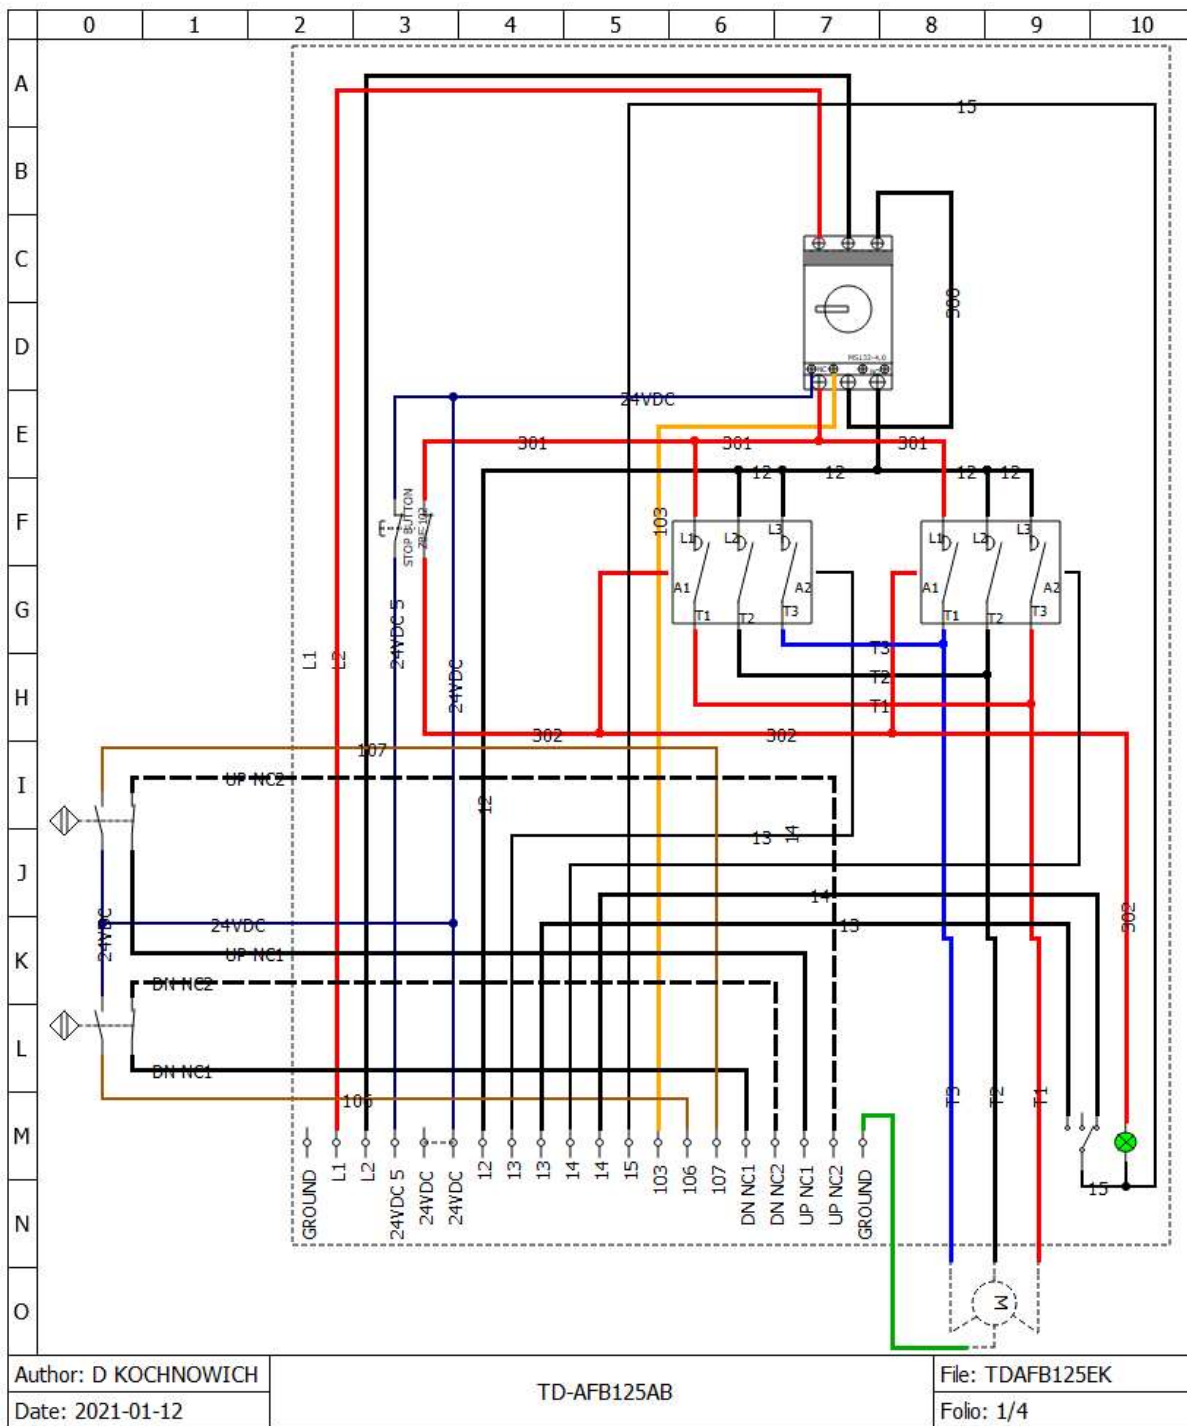 0 1 2 3 4 5 6 7 8 9 10
A
15
B
C
300
D
MS132-4.0
NC
24VDC
E
301 301 301
12 12 12 12
STOP BUTTON
103
F
L1 L2 L3
L1 L2 L3
A1 A2
A1 A2
G
T1 T2 T3
T1 T2 T3
24VDC 5
T3
L1 L2
T2
24VDC
H
T1
302 302
107
I
UP NC2
12
13 14
J
14
24VDC
24VDC
13
302
K
UP NC1
DN NC2
L
DN NC1
106
T3 T2 T1
M
GROUND
L1
L2
24VDC 5
24VDC
24VDC
12
13
13
14
14
15
103
106
107
DN NC1
DN NC2
UP NC1
UP NC2
GROUND
15
N
O
M
Author: D KOCHNOWICH
Date: 2021-01-12
TD-AFB125AB
File: TDAFB125EK
Folio: 1/4